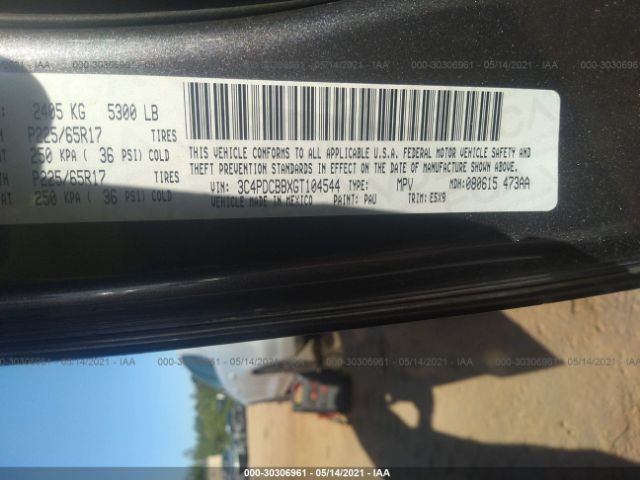 000-30306961 - 05/14/2021 - IAA
2405 KG 5300 LB
P225/65R17 TIRES
250 KPA ( 36 PSI) COLD
P225/65R17 TIRES
250 KPA ( 36 PSI) COLD
THIS VEHICLE CONFORMS TO ALL APPLICABLE U.S.A. FEDERAL MOTOR VEHICLE SAFETY, BUMPER, AND
THEFT PREVENTION STANDARDS IN EFFECT ON THE DATE OF MANUFACTURE SHOWN ABOVE.
VIN: 3C4PDCBBXGT104544 TYPE: MPV MDH: 080615 473AA
VEHICLE MADE IN MEXICO PAINT: PAU TRIM: E5X9
000-30306961 - 05/14/2021 - IAA
000-30306961 - 05/14/2021 - IAA